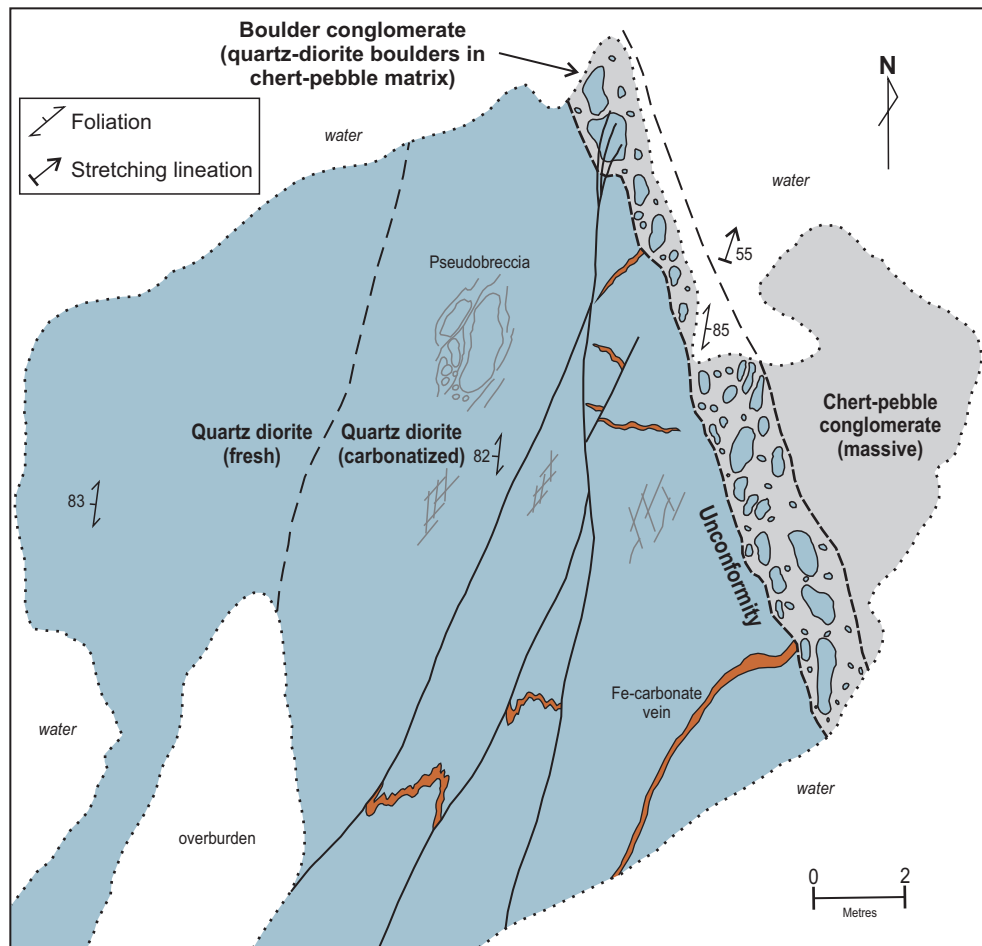 Boulder conglomerate
(quartz-diorite boulders in
chert-pebble matrix)
N
Foliation
Stretching lineation
water
water
55
Pseudobreccia
85
Chert-pebble
conglomerate
(massive)
Quartz diorite
(fresh)
Quartz diorite
(carbonatized)
82
83
Unconformity
Fe-carbonate
vein
water
water
overburden
0 2
Metres